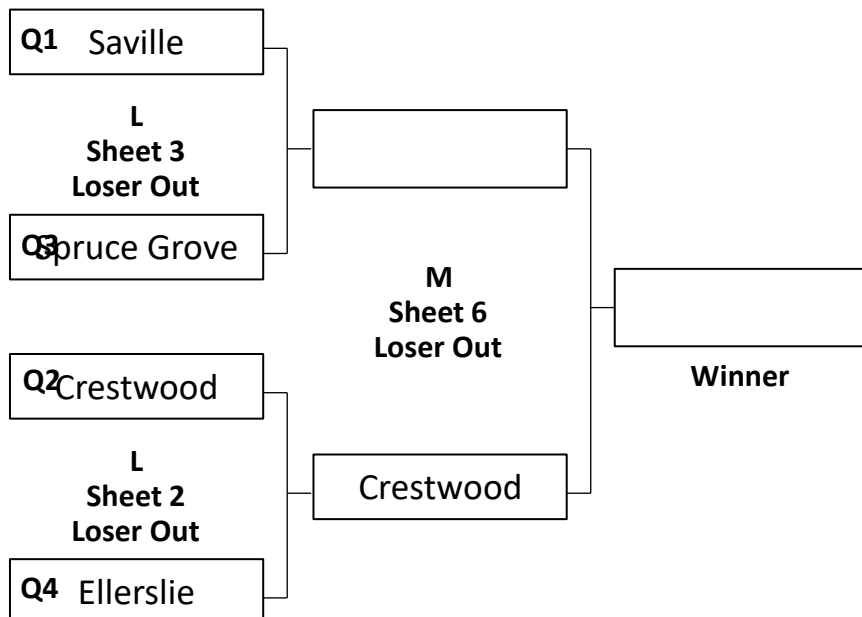 Q1 Saville
L
Sheet 3
Loser Out
Q3 Spruce Grove
M
Sheet 6
Loser Out
Winner
Q2 Crestwood
L
Sheet 2
Loser Out
Crestwood
Q4 Ellerslie